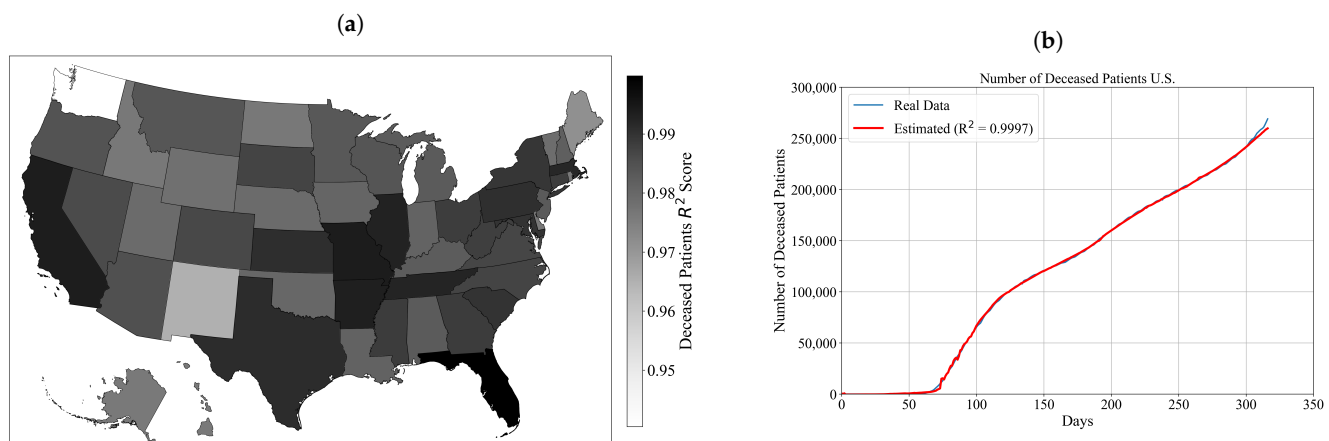 (a)
0.99
0.98
0.97
0.96
0.95
Deceased Patients R² Score
(b)
Number of Deceased Patients U.S.
Real Data
Estimated (R² = 0.9997)
300,000
250,000
200,000
150,000
100,000
50,000
0
Number of Deceased Patients
0 50 100 150 200 250 300 350
Days